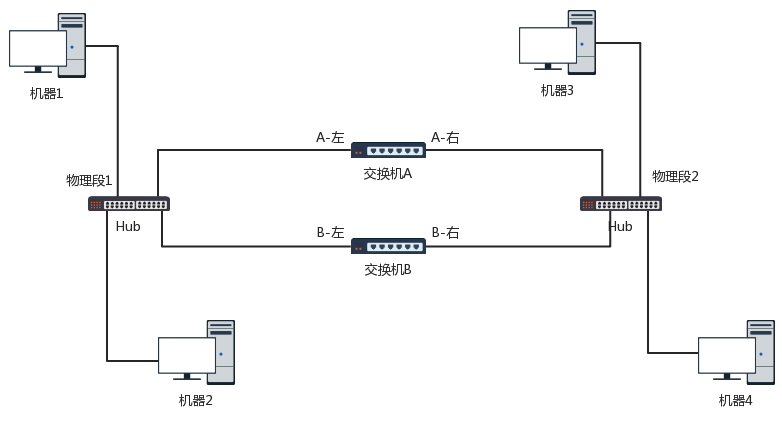 机器1
机器3
A-左
A-右
交换机A
物理段1
物理段2
Hub
Hub
B-左
B-右
交换机B
机器2
机器4